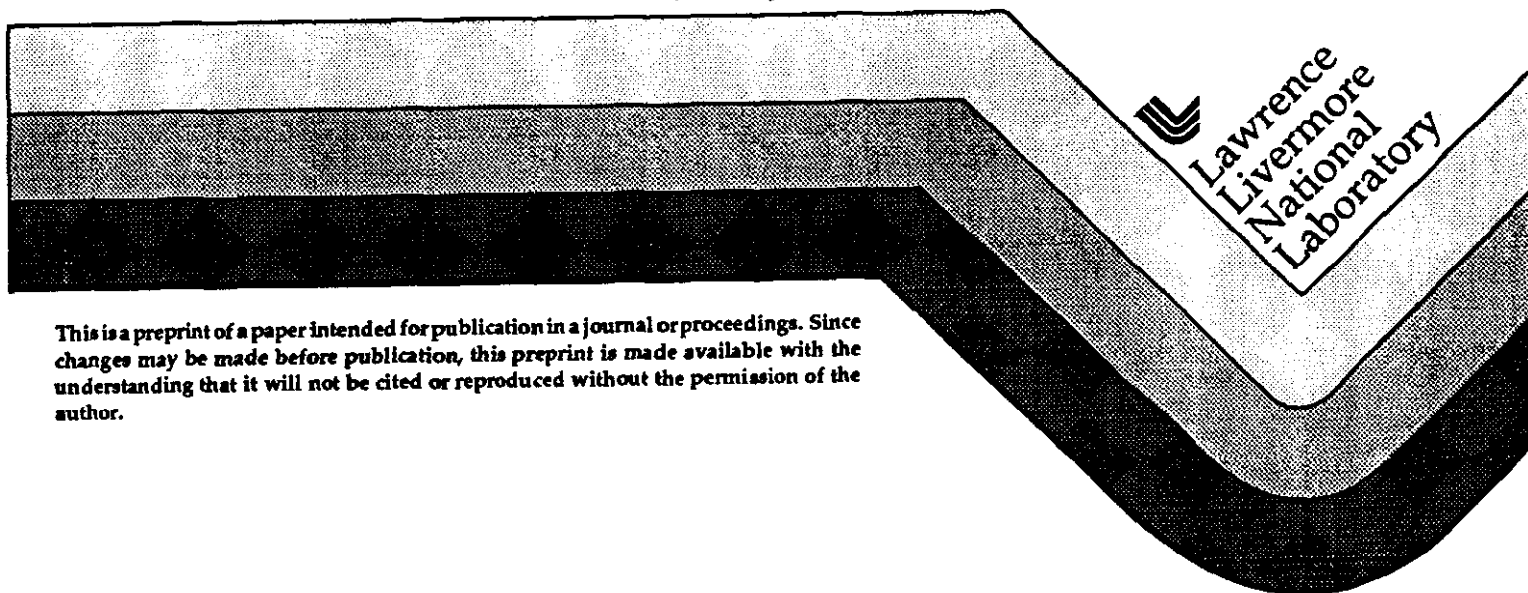 Lawrence
Livermore
National
Laboratory
This is a preprint of a paper intended for publication in a journal or proceedings. Since
changes may be made before publication, this preprint is made available with the
understanding that it will not be cited or reproduced without the permission of the
author.